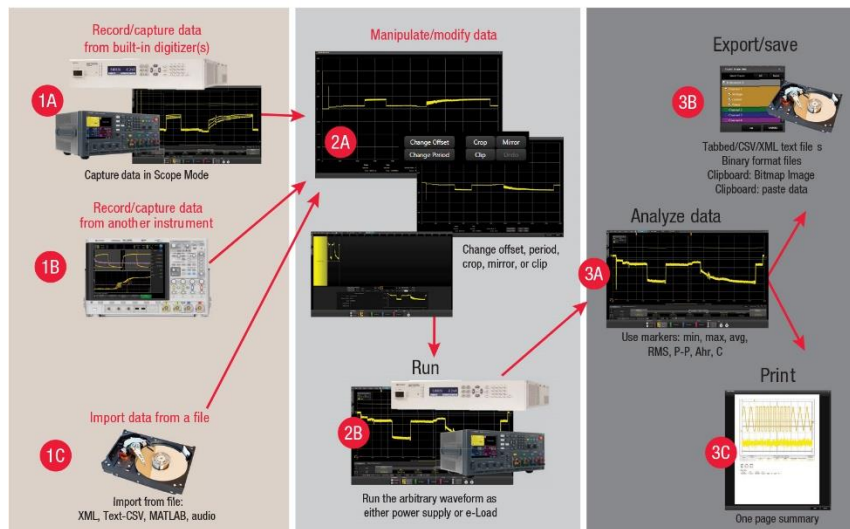 Record/capture data
from built-in digitizer(s)
1A
Capture data in Scope Mode
Record/capture data
from another instrument
1B
Import data from a file
1C
Import from file:
XML, Text-CSV, MATLAB, audio
Manipulate/modify data
2A
Change Offset
Crop
Mirror
Change Period
Clip
Undo
Change offset, period,
crop, mirror, or clip
Run
2B
Run the arbitrary waveform as
either power supply or e-Load
Export/save
3B
Tabbed/CSV/XML text file s
Binary format files
Clipboard: Bitmap Image
Clipboard: paste data
Analyze data
3A
Use markers: min, max, avg,
RMS, P-P, Ahr, C
Print
3C
One page summary